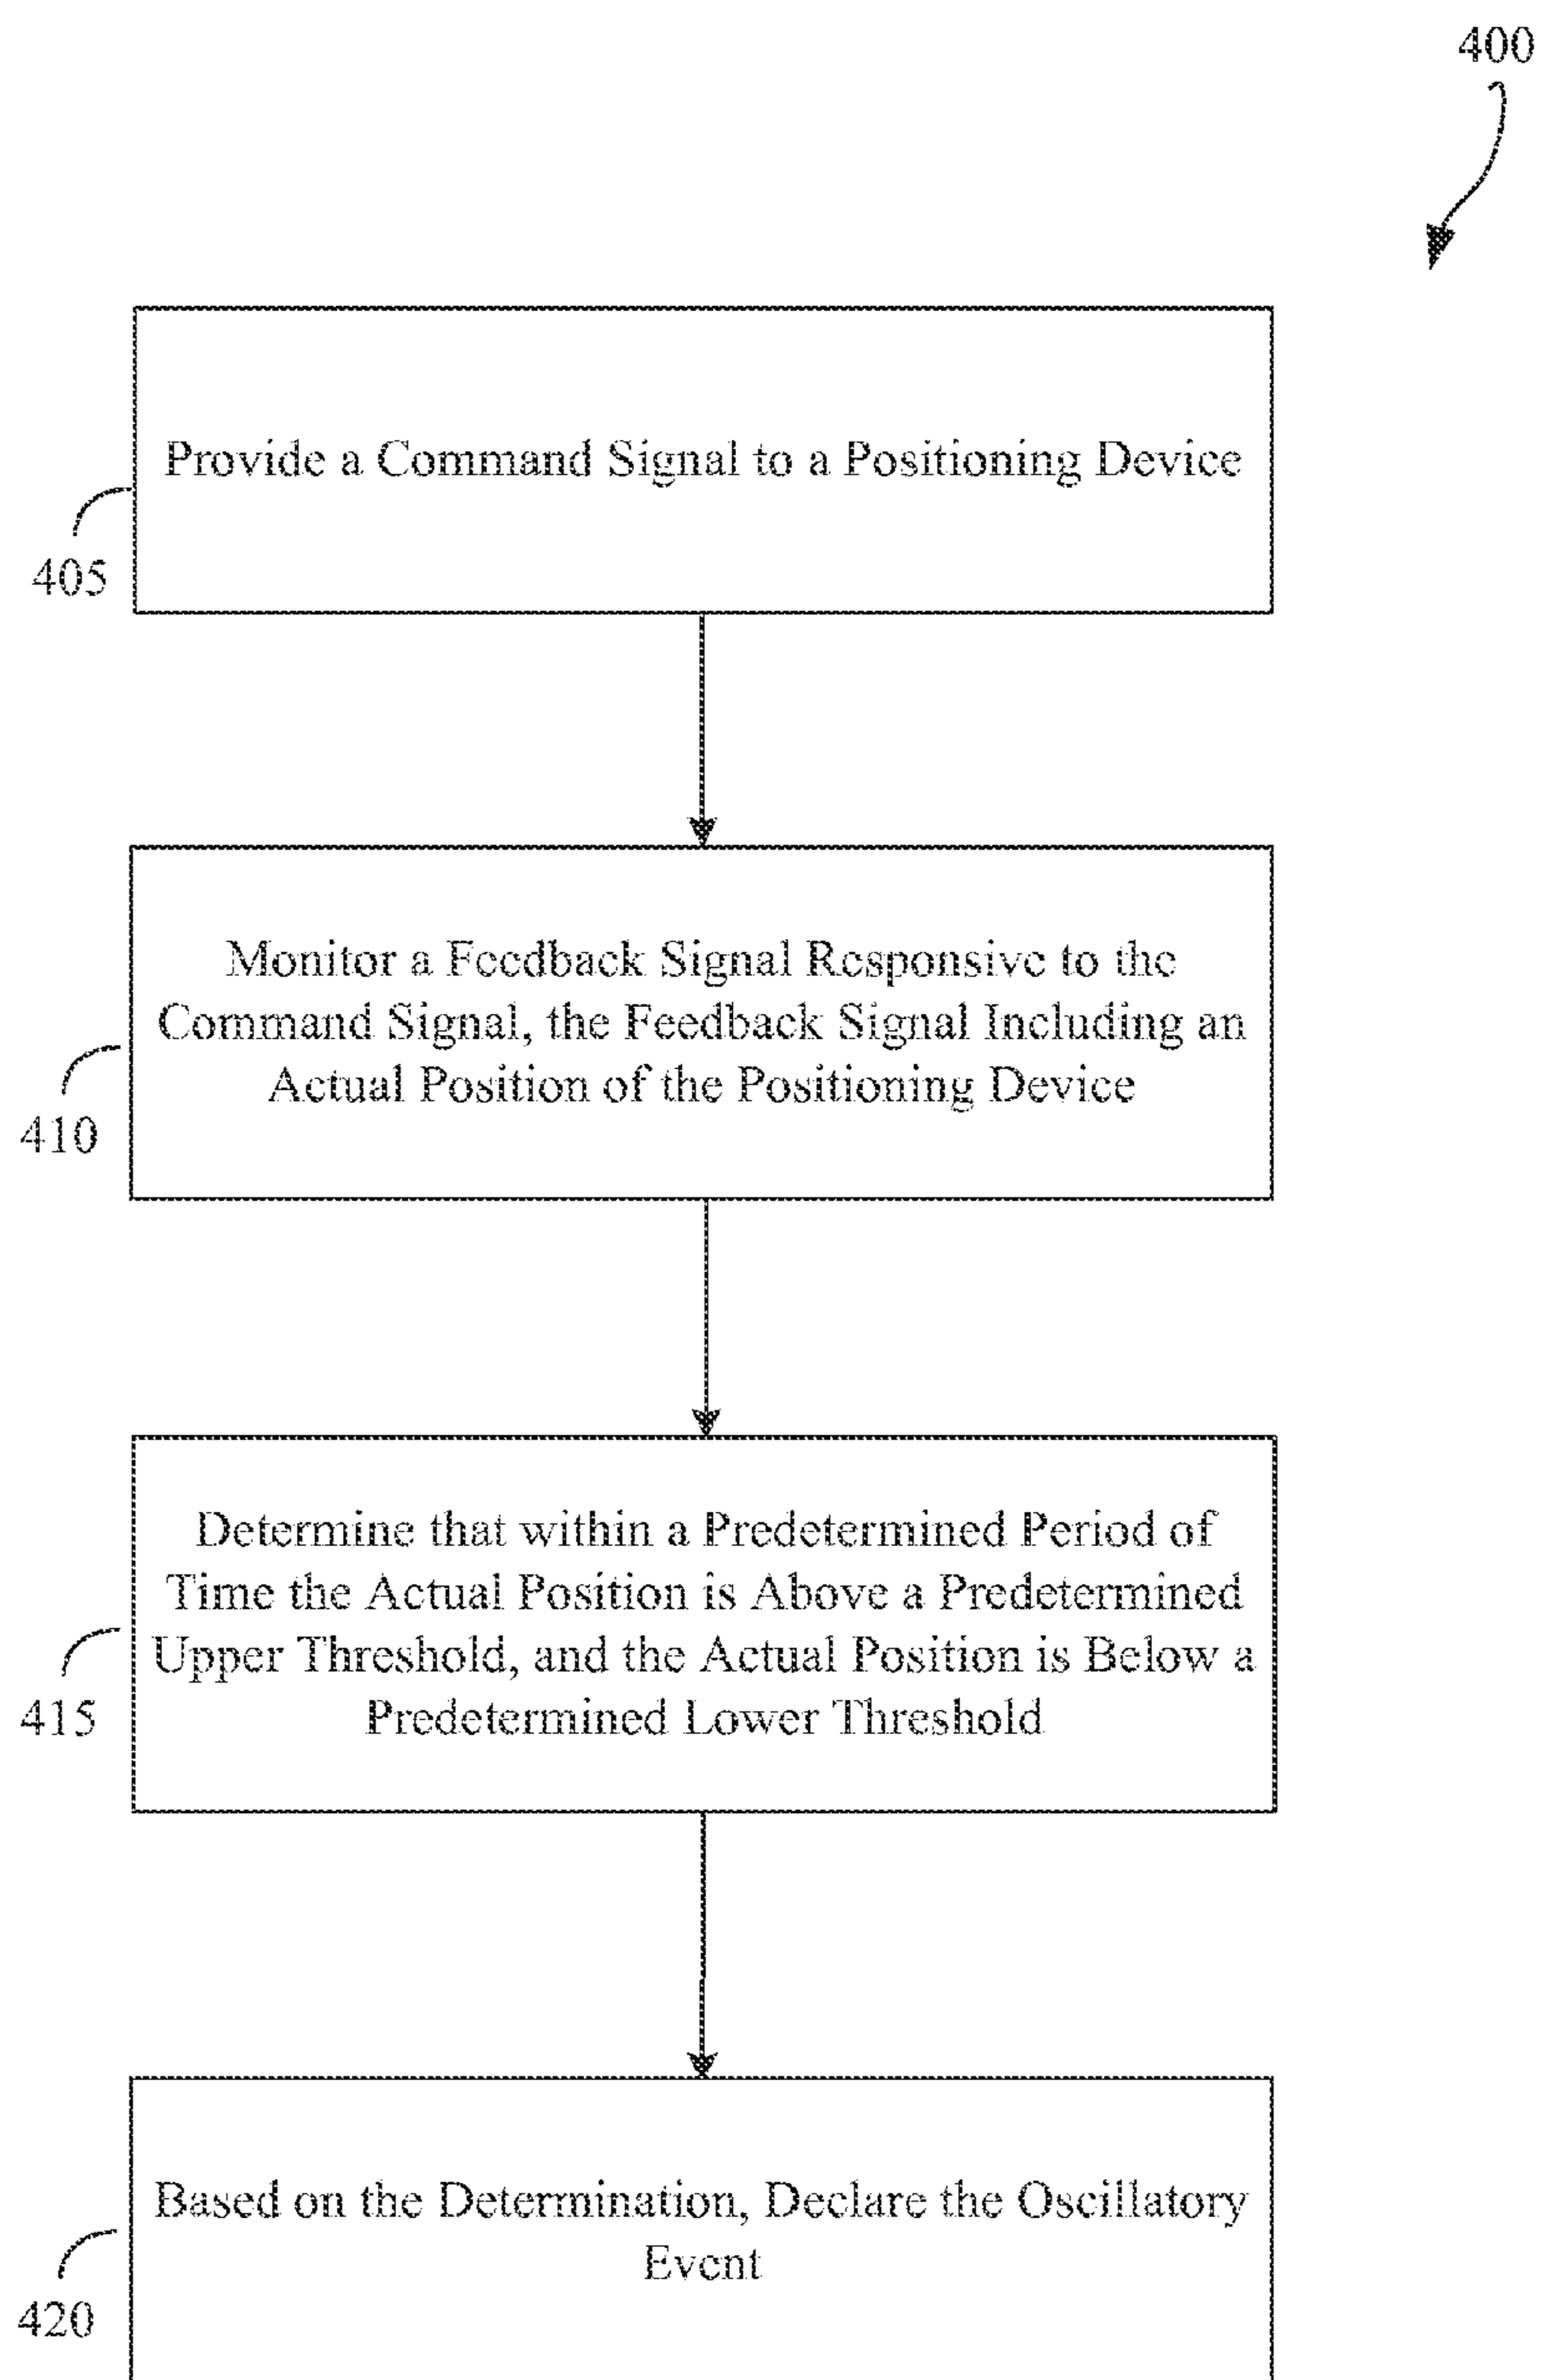 400
Provide a Command Signal to a Positioning Device
405
Monitor a Feedback Signal Responsive to the
Command Signal, the Feedback Signal Including an
Actual Position of the Positioning Device
410
Determine that within a Predetermined Period of
Time the Actual Position is Above a Predetermined
Upper Threshold, and the Actual Position is Below a
Predetermined Lower Threshold
415
Based on the Determination, Declare the Oscillatory
Event
420